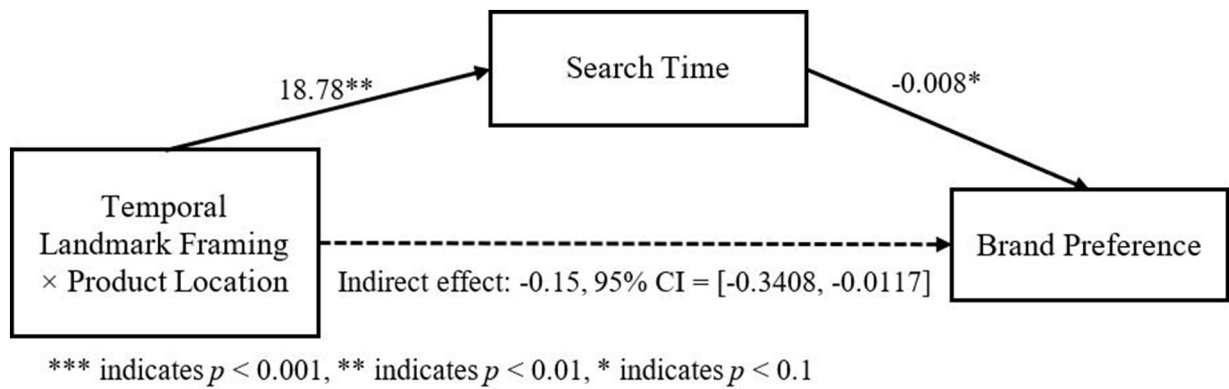 Search Time
18.78**
-0.008*
Temporal
Landmark Framing
× Product Location
Brand Preference
Indirect effect: -0.15, 95% CI = [-0.3408, -0.0117]
*** indicates p < 0.001, ** indicates p < 0.01, * indicates p < 0.1